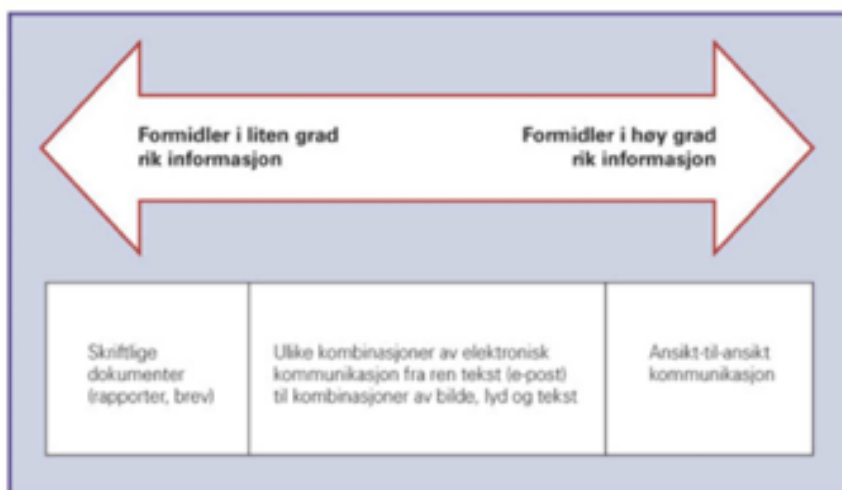 Formidler i liten grad
rik informasjon
Formidler i høy grad
rik informasjon
Skriftlige
dokumenter
(rapporter, brev)
Ulike kombinasjoner av elektronisk
kommunikasjon fra ren tekst (e-post)
til kombinasjoner av bilde, lyd og tekst
Ansikt-til-ansikt
kommunikasjon